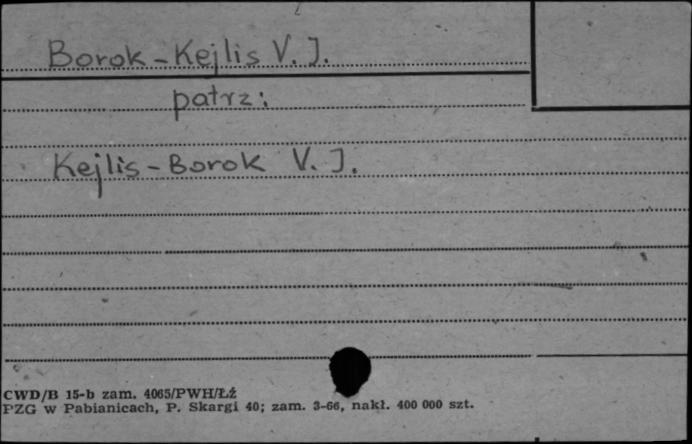 Borok-Kejlis V. J.
patrz:
Kejlis-Borok V. J.
CWD/B 15-b zam. 4065/PWH/Łź
PZG w Pabianicach, P. Skargi 40; zam. 3-66, nakł. 400 000 szt.